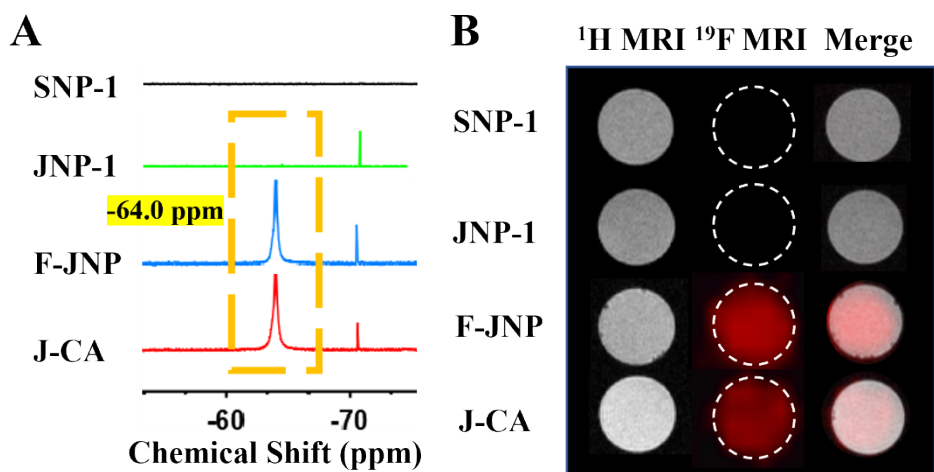 A
SNP-1
JNP-1
-64.0 ppm
F-JNP
J-CA
-60
-70
Chemical Shift (ppm)
B
¹H MRI ¹⁹F MRI Merge
SNP-1
JNP-1
F-JNP
J-CA